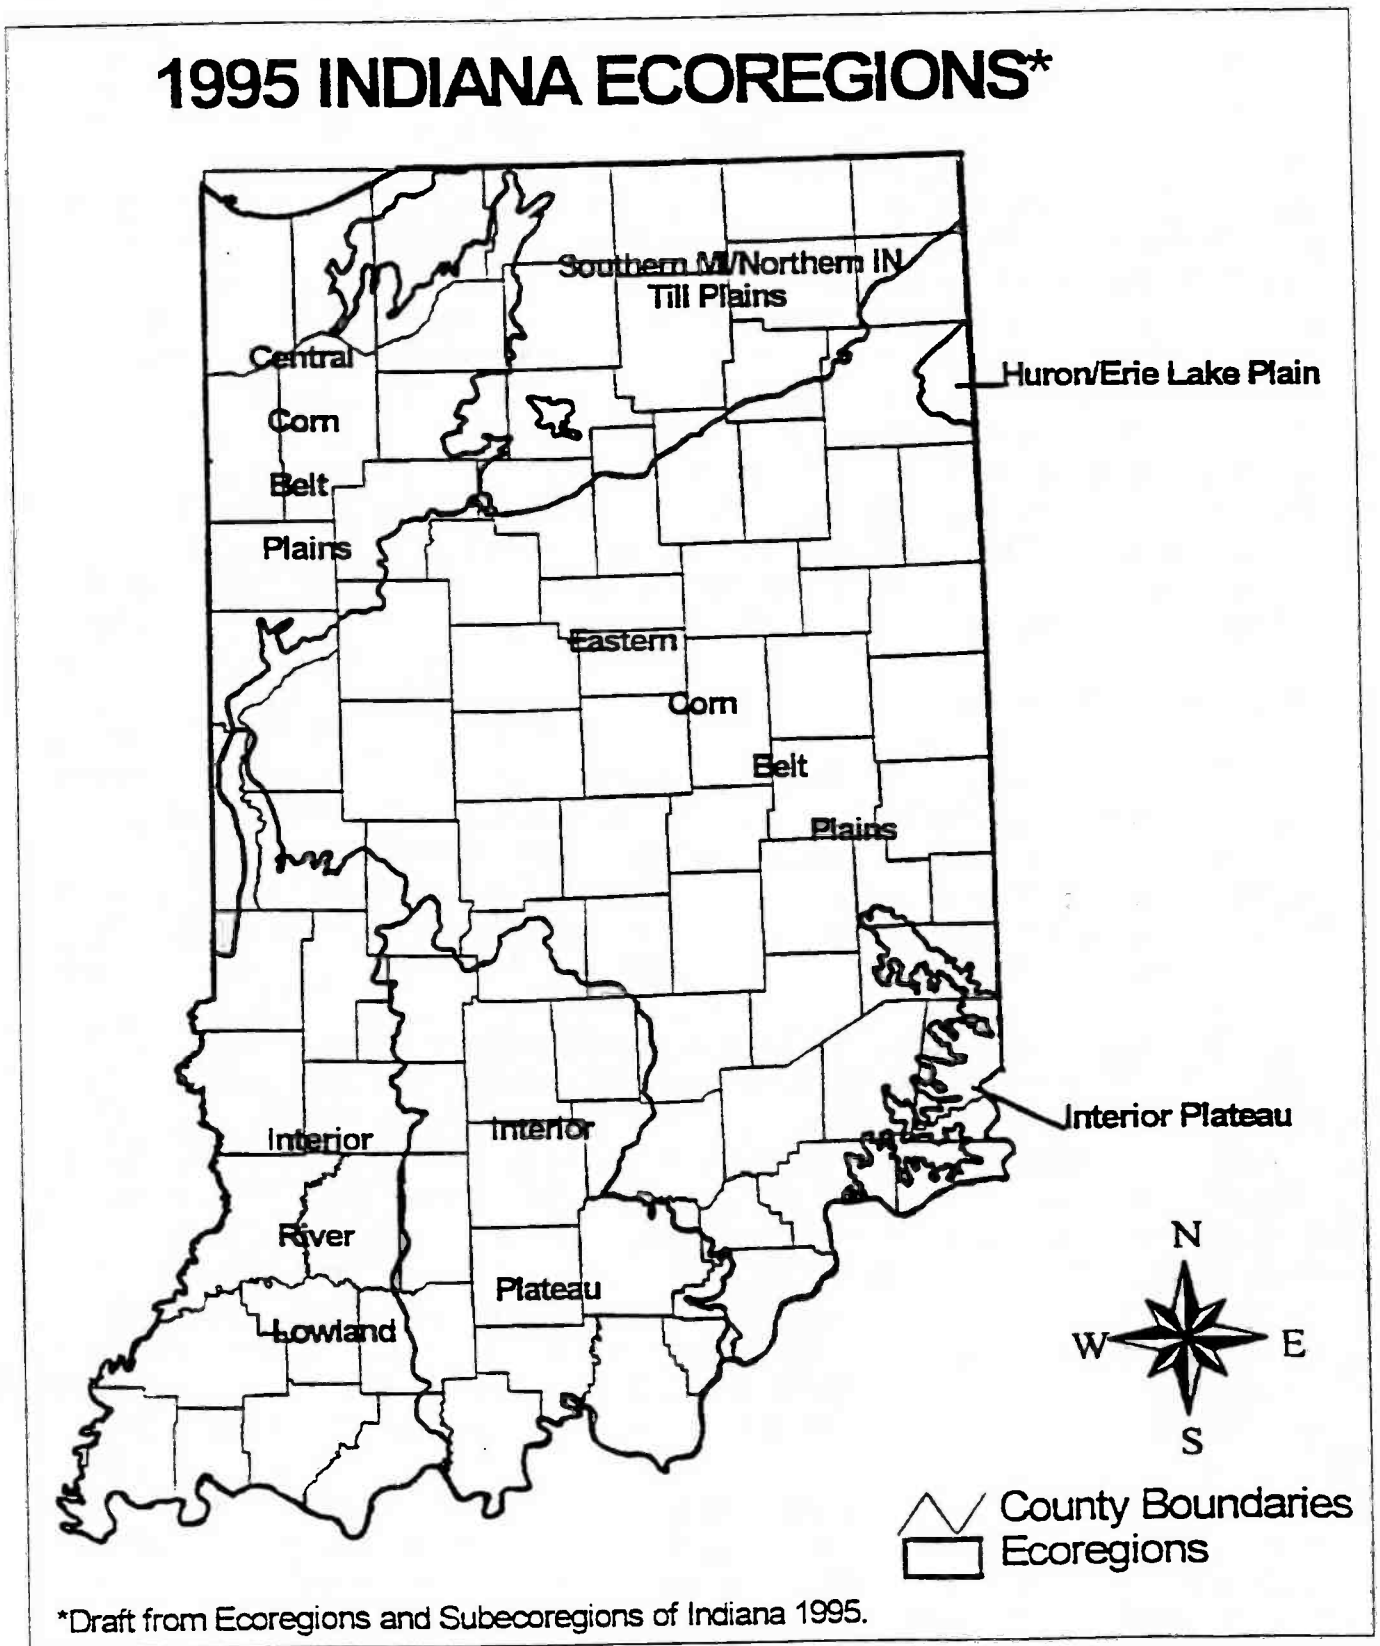 1995 INDIANA ECOREGIONS*
Southern MI/Northern IN
Till Plains
Central
Corn
Belt
Plains
Huron/Erie Lake Plain
Eastern
Corn
Belt
Plains
Interior
River
Lowland
Interior
Plateau
Interior Plateau
N
W
E
S
County Boundaries
Ecoregions
*Draft from Ecoregions and Subecoregions of Indiana 1995.